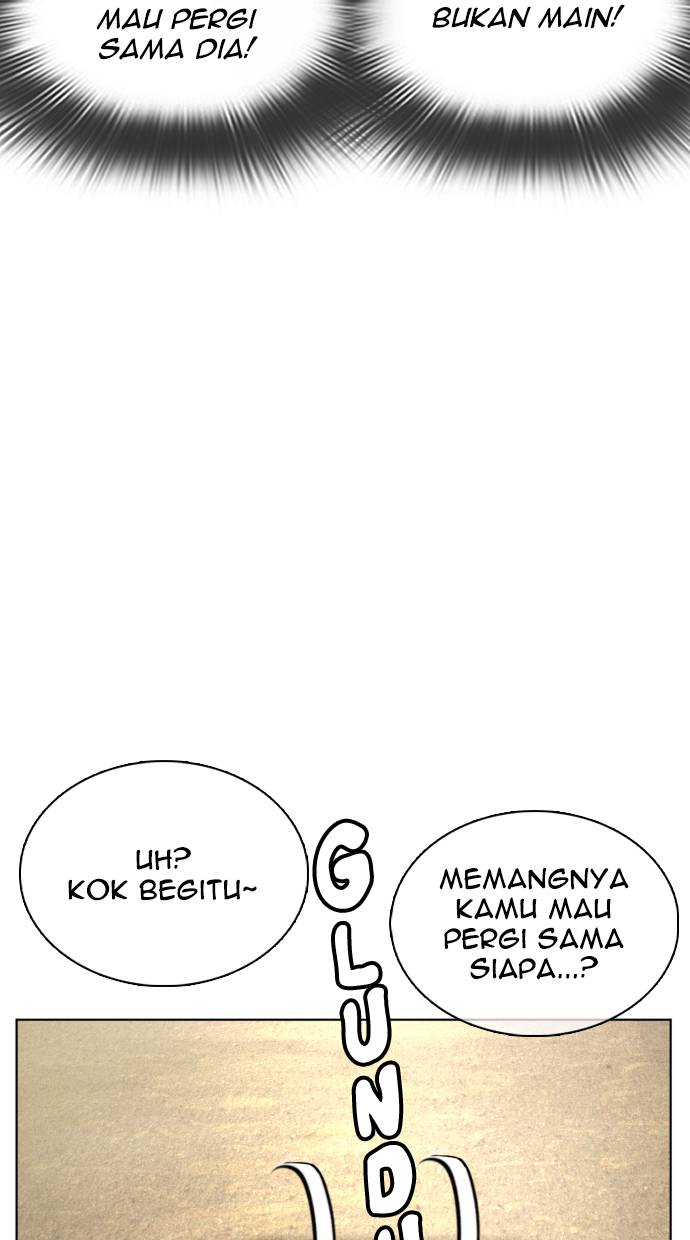 MAU PERGI
SAMA DIA!
BUKAN MAIN!
UH?
KOK BEGITU~
MEMANGNYA
KAMU MAU
PERGI SAMA
SIAPA...?
GLUND